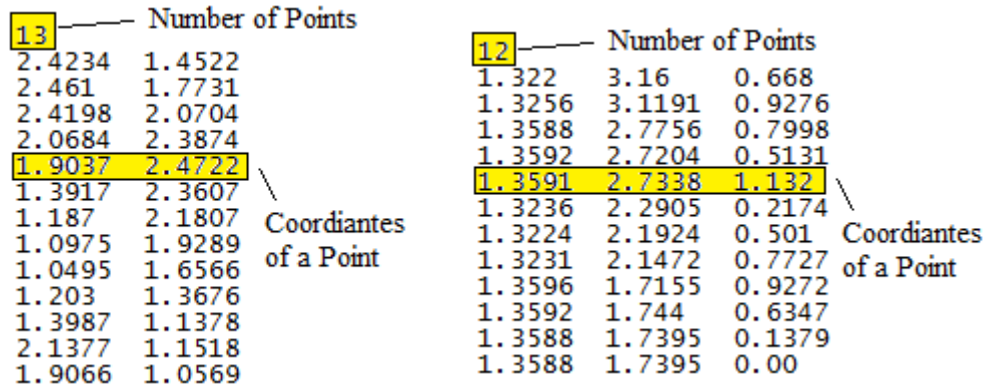 13 Number of Points
2.4234 1.4522
2.461 1.7731
2.4198 2.0704
2.0684 2.3874
1.9037 2.4722
1.3917 2.3607
1.187 2.1807
1.0975 1.9289
1.0495 1.6566
1.203 1.3676
1.3987 1.1378
2.1377 1.1518
1.9066 1.0569
Coordiantes
of a Point
12 Number of Points
1.322 3.16 0.668
1.3256 3.1191 0.9276
1.3588 2.7756 0.7998
1.3592 2.7204 0.5131
1.3591 2.7338 1.132
1.3236 2.2905 0.2174
1.3224 2.1924 0.501
1.3231 2.1472 0.7727
1.3596 1.7155 0.9272
1.3592 1.744 0.6347
1.3588 1.7395 0.1379
1.3588 1.7395 0.00
Coordiantes
of a Point